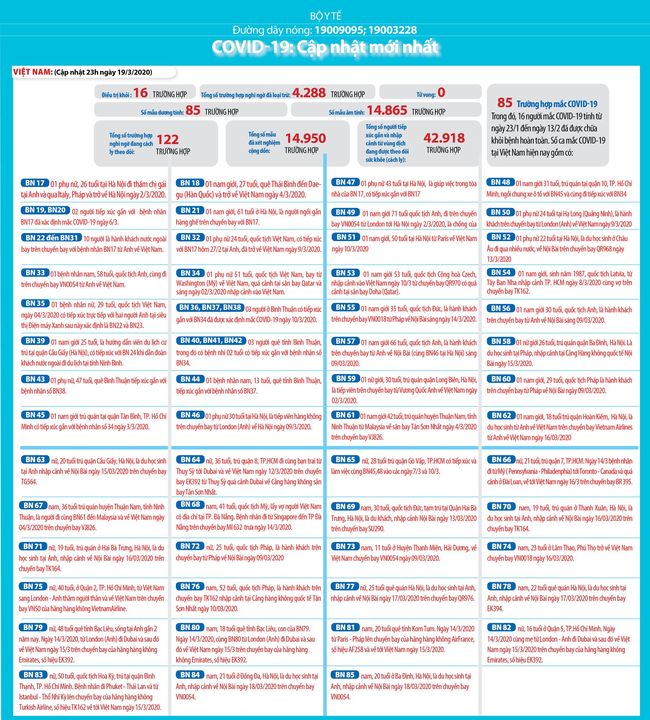 BỘ Y TẾ
Đường dây nóng: 19009095; 19003228
COVID-19: Cập nhật mới nhất
VIỆT NAM: (Cập nhật 23h ngày 19/3/2020)
Điều trị khỏi: 16 TRƯỜNG HỢP
Tổng số trường hợp nghi ngờ đã loại trừ: 4.288 TRƯỜNG HỢP
Tử vong: 0
Số mẫu dương tính: 85 TRƯỜNG HỢP
Số mẫu âm tính: 14.865 TRƯỜNG HỢP
Tổng số trường hợp
nghi ngờ đang cách
ly theo dõi:
122
TRƯỜNG HỢP
Tổng số mẫu
đã xét nghiệm
cộng dồn:
14.950
TRƯỜNG HỢP
Tổng số người tiếp
xúc gần và nhập
cảnh từ vùng dịch
đang được theo dõi
sức khỏe (cách ly):
42.918
TRƯỜNG HỢP
85 Trường hợp mắc COVID-19
Trong đó, 16 người mắc COVID-19 tính từ
ngày 23/1 đến ngày 13/2 đã được chữa
khỏi bệnh hoàn toàn. Số ca mắc COVID-19
tại Việt Nam hiện nay gồm có:
BN 17 01 phụ nữ, 26 tuổi tại Hà Nội đi thăm chị gái
tại Anh và qua Italy, Pháp và trở về Hà Nội ngày 2/3/2020.
BN 18 01 nam giới, 27 tuổi, quê Thái Bình đến Dae-
gu (Hàn Quốc) và trở về Việt Nam ngày 4/3/2020.
BN 47 01 phụ nữ 43 tuổi tại Hà Nội, là giúp việc trong tòa
nhà của BN 17, có tiếp xúc gần với BN17
BN 48 01 nam giới 31 tuổi, trú quán tại quận 10, TP. Hồ Chí
Minh, ngồi chung xe ô tô với BN45 và cùng đi tiếp xúc với BN34
BN 19, BN20 02 người tiếp xúc gần với bệnh nhân
BN17 đã xác định mắc COVID-19 ngày 6/3.
BN 21 01 nam giới, 61 tuổi ở Hà Nội, là người ngồi gần
hàng ghế trên chuyến bay với BN17.
BN 49 01 nam giới 71 tuổi quốc tịch Anh, đi trên chuyến
bay VN0054 từ London tới Hà Nội ngày 2/3/2020, là chồng của
BN 50 01 phụ nữ 24 tuổi tại Hạ Long (Quảng Ninh), là hành
khách trên chuyến bay từ London (Anh) về Việt Nam ngày 9/3/2020
BN 22 đến BN31 10 người là hành khách nước ngoài
bay trên chuyến bay với bệnh nhân BN17 từ Anh về Việt Nam.
BN 32 01 phụ nữ 24 tuổi quốc tịch Việt Nam, có tiếp xúc
với BN17 hôm 27/2 tại Anh, đã trở về Việt Nam ngày 9/3/2020.
BN 51 01 nam giới, 50 tuổi tại Hà Nội từ Paris về Việt Nam
ngày 10/3/2020
BN 52 01 phụ nữ 22 tuổi tại Hà Nội, là du học sinh ở Châu
Âu đi qua nhiều nước, về Nội Bài trên chuyến bay QR968 ngày
13/3/2020
BN 33 01 bệnh nhân nam, 58 tuổi, quốc tịch Anh, cùng đi
trên chuyến bay VN0054 từ Anh về Việt Nam.
BN 34 01 phụ nữ 51 tuổi, quốc tịch Việt Nam, bay từ
Washington (Mỹ) về Việt Nam, quá cảnh tại sân bay Quatar và
sáng ngày 02/3/2020 nhập cảnh vào Việt Nam.
BN 53 01 nam giới 53 tuổi, quốc tịch Cộng hoà Czech,
nhập cảnh vào Việt Nam ngày 10/3 từ chuyến bay QR970 có quá
cảnh tại sân bay Doha (Qatar).
BN 54 01 nam giới, sinh năm 1987, quốc tịch Latvia, từ
Tây Ban Nha nhập cảnh TP. HCM ngày 8/3/2020 cùng vợ trên
chuyến bay TK162.
BN 35 01 bệnh nhân nữ, 29 tuổi, quốc tịch Việt Nam,
ngày 04/3/2020 có tiếp xúc trực tiếp với hai người Anh tại siêu
thị Điện máy Xanh sau này xác định là BN22 và BN23.
BN 36, BN37, BN38 03 người ở Bình Thuận có tiếp xúc
gần với BN34 đã được xác định mắc COVID-19 ngày 10/3/2020.
BN 55 01 nam giới 35 tuổi, quốc tịch Đức, là hành khách
trên chuyến bay VN0018 từ Pháp về Nội Bài sáng ngày 14/3/2020.
BN 56 01 nam giới, 30 tuổi, quốc tịch Anh, là hành khách
trên chuyến bay từ Anh về Nội Bài sáng 09/03/2020.
BN 39 01 nam giới 25 tuổi, là hướng dẫn viên du lịch cư
trú tại quận Cầu Giấy (Hà Nội), có tiếp xúc với BN 24 khi dẫn đoàn
khách nước ngoài đi du lịch tại tỉnh Ninh Bình.
BN 40, BN41, BN42 03 người quê tỉnh Bình Thuận,
trong đó có bệnh nhi 02 tuổi có tiếp xúc gần với bệnh nhân số
BN34.
BN 57 01 nam giới 66 tuổi, quốc tịch Anh, là hành khách
trên chuyến bay từ Anh về Nội Bài (cùng BN46 tại Hà Nội) sáng
09/03/2020.
BN 58 01 nữ giới 26 tuổi, trú quán quận Ba Đình, Hà Nội. Là
du học sinh tại Pháp, nhập cảnh tại Cảng Hàng không quốc tế Nội
Bài ngày 15/3/2020.
BN 43 01 phụ nữ, 47 tuổi, quê Bình Thuận tiếp xúc gần với
bệnh nhân số BN38.
BN 44 01 bệnh nhân nam, 13 tuổi, quê tỉnh Bình Thuận,
tiếp xúc gần với bệnh nhân số BN37.
BN 59 01 nữ giới, 30 tuổi, trú quán quận Long Biên, Hà Nội,
là tiếp viên trên chuyến bay từ Vương Quốc Anh về Việt Nam ngày
02/3/2020.
BN 60 01 nam giới, 29 tuổi, quốc tịch Pháp là hành khách
trên chuyến bay về Nội Bài ngày 09/03/2020.
BN 45 01 nam giới trú quán tại quận Tân Bình, TP. Hồ Chí
Minh có tiếp xúc gần với bệnh nhân số 34 ngày 3/3/2020.
BN 46 01 phụ nữ 30 tuổi tại Hà Nội, là tiếp viên hàng không
trên chuyến bay từ London (Anh) về Hà Nội ngày 09/3/2020.
BN 61 01 nam giới 42 tuổi, trú quán huyện Thuận Nam, tỉnh
Ninh Thuận từ Malaysia về sân bay Tân Sơn Nhất ngày 4/3/2020
trên chuyến bay VJ826.
BN 62 01 nam giới, 18 tuổi trú quán quận Hoàn Kiếm, Hà Nội, là
du học sinh từ Anh về Việt Nam trên chuyến bay Vietnam Airlines
từ Anh về Việt Nam ngày 16/03/2020
BN 63 nữ, 20 tuổi trú quán Cầu Giấy, Hà Nội, là du học sinh tại
Anh nhập cảnh về Nội Bài ngày 15/03/2020 trên chuyến bay
TG564.
BN 64 nữ, 36 tuổi, trú quán quận 8, TP.HCM đi cùng bạn trai từ
Thụy Sỹ tới Dubai và về Việt Nam ngày 12/3/2020 trên chuyến
bay EK392 từ Thụy Sỹ quá cảnh Dubai về Cảng hàng không sân
bay Tân Sơn Nhất.
BN 65 nữ, 28 tuổi, trú quán quận Gò Vấp, TP.HCM có tiếp xúc và
làm việc cùng BN45,48 vào các ngày 7/3 và 10/3.
BN 66 nữ, 21 tuổi, trú quán quận 7, TP.HCM. Ngày 14/3 bệnh nhân
đi từ Mỹ (Pennsylvania - Philadenphia) tới Toronto - Canada và quá
cảnh ở Đài Loan, về tới Việt Nam ngày 16/3 trên chuyến bay BR 395.
BN 67 nam, 36 tuổi trú quán huyện Thuận Nam, tỉnh Ninh
Thuận, là người đi cùng BN61 đến Malaysia và về Việt Nam ngày
04/3/2020 trên chuyến bay VJ826.
BN 68 nam, 41 tuổi, quốc tịch Mỹ, lấy vợ người Việt Nam
có địa chỉ tại TP. Đà Nẵng. Bệnh nhân đi từ Singapore đến TP Đà
Nẵng trên chuyến bay MI 632 trưa ngày 14/3/2020.
BN 69 nam, 30 tuổi, quốc tịch Đức, tạm trú tại Quận Hai Bà
Trưng, Hà Nội, là du khách, nhập cảnh Nội Bài ngày 13/03/2020
trên chuyến bay SU290.
BN 70 nam, 19 tuổi, trú quán ở Thanh Xuân, Hà Nội, là
du học sinh tại Anh, nhập cảnh Nội Bài ngày 16/03/2020 trên
chuyến bay TK164.
BN 71 nữ, 19 tuổi, trú quán ở Hai Bà Trưng, Hà Nội, là du
học sinh tại Anh, nhập cảnh Nội Bài ngày 16/03/2020 trên
chuyến bay TK164.
BN 72 nữ, 25 tuổi, quốc tịch Pháp, là hành khách trên
chuyến bay từ Pháp về Nội Bài ngày 09/03/2020
BN 73 nam, 11 tuổi ở Huyện Thanh Miện, Hải Dương, về
Việt Nam chuyến bay VN0054 ngày 09/03/2020.
BN 74 nam, 23 tuổi ở Lâm Thao, Phú Thọ trở về Việt Nam
chuyến bay VN0018 ngày 16/03/2020.
BN 75 nữ, 40 tuổi, ở Quận 2, TP. Hồ Chí Minh, từ Việt Nam
sang London - Anh thăm người thân và về Việt Nam trên chuyến
bay VN50 của hãng hàng không VietnamAirline.
BN 76 nam, 52 tuổi, quốc tịch Pháp, là hành khách trên
chuyến bay TK162 nhập cảnh tại Cảng hàng không quốc tế Tân
Sơn Nhất ngày 10/03/2020.
BN 77 nữ, 25 tuổi quê quán Hà Nội, là du học sinh tại Anh,
nhập cảnh về Nội Bài ngày 17/03/2020 trên chuyến bay QR976.
BN 78 nam, 22 tuổi, quê quán Hà Nội, là du học sinh tại
Anh, nhập cảnh về Nội Bài ngày 17/03/2020 trên chuyến bay
EK394.
BN 79 nữ, 48 tuổi quê ở Bạc Liêu, sống tại Anh gần 2
năm nay. Ngày 14/3/2020, từ London (Anh) đi Dubai và sau đó
về Việt Nam ngày 15/3 trên chuyến bay của hãng hàng không
Emirates, số hiệu EK392.
BN 80 nam, 18 tuổi quê ở Bạc Liêu, con của BN79.
Ngày 14/3/2020, cùng BN80 từ London (Anh) đi Dubai và sau đó
về Việt Nam ngày 15/3 trên chuyến bay của hãng hàng không
Emirates, số hiệu EK392.
BN 81 nam, 20 tuổi ở tỉnh Kom Tum. Ngày 14/3/2020
từ Paris - Pháp lên chuyến bay của hãng hàng không AirFrance,
số hiệu AF258 và về tới Việt Nam ngày 15/3/2020.
BN 82 nữ, 16 tuổi ở Quận 5, TP.Hồ Chí Minh. Ngày
14/3/2020 cùng mẹ từ London - Anh đi Dubai và sau đó về Việt
Nam ngày 15/3/2020 trên chuyến bay của hãng hàng không
Emirates, số hiệu EK392.
BN 83 nữ, 50 tuổi, quốc tịch Hoa Kỳ, trú tại quận Bình
Thạnh, TP. Hồ Chí Minh. Bệnh nhân đi Phuket - Thái Lan và từ
Istanbul - Thổ Nhĩ Kỳ lên chuyến bay của hãng hàng không
Turkish Airline, số hiệu TK162 về tới Việt Nam ngày 15/3/2020.
BN 84 nam, 21 tuổi ở Đống Đa, Hà Nội, là du học sinh tại
Anh, nhập cảnh về Nội Bài ngày 18/03/2020 trên chuyến bay
VN0054.
BN 85 nam, 20 tuổi ở Ba Đình, Hà Nội, là du học sinh tại
Anh, nhập cảnh về Nội Bài ngày 18/03/2020 trên chuyến bay
VN0054.